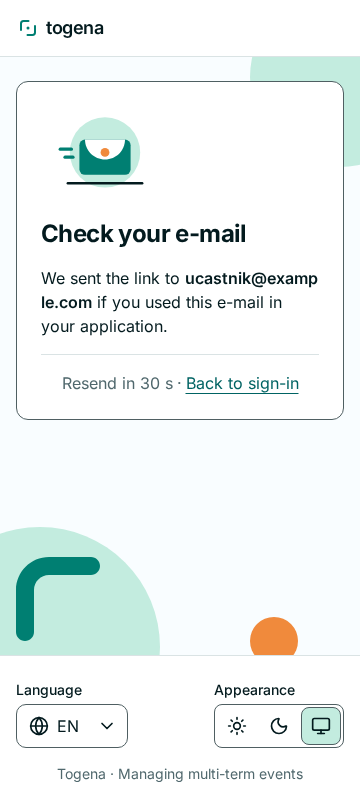 togena
Check your e-mail
We sent the link to ucastnik@examp
le.com if you used this e-mail in
your application.
Resend in 30 s · Back to sign-in
Language
Appearance
EN
Togena · Managing multi-term events